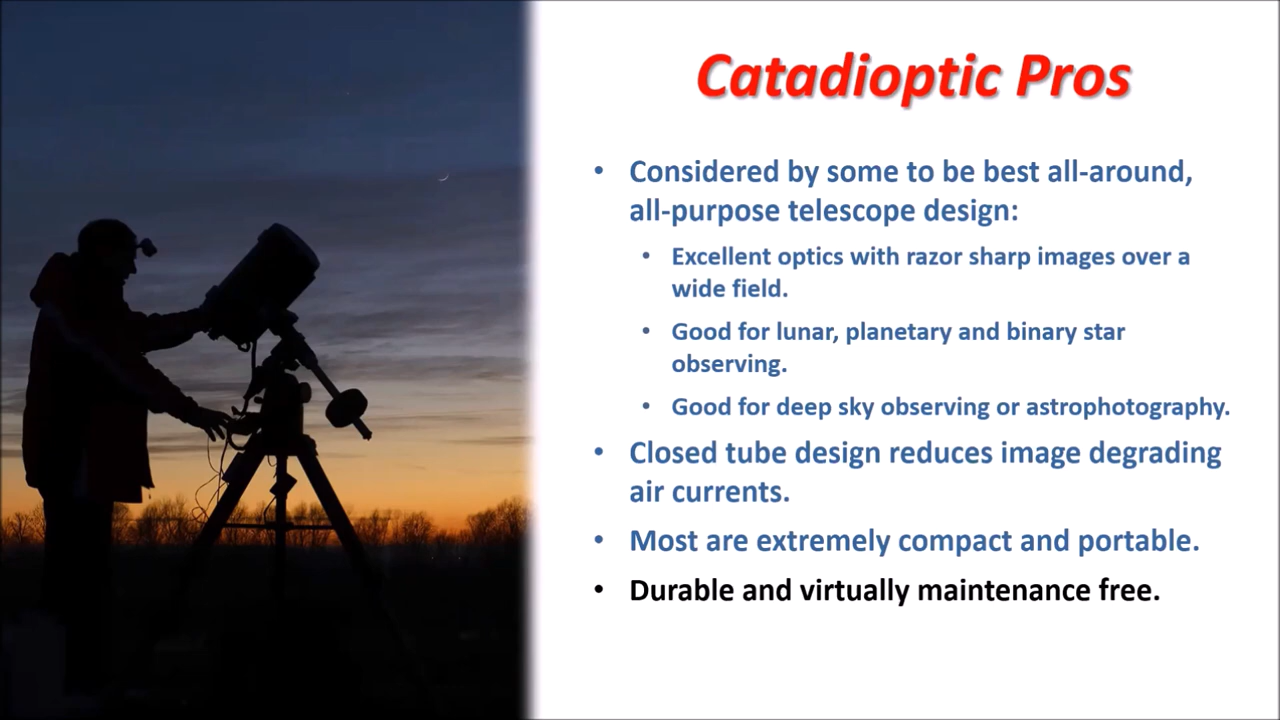 Catadioptic Pros
• Considered by some to be best all-around,
all-purpose telescope design:
• Excellent optics with razor sharp images over a
wide field.
• Good for lunar, planetary and binary star
observing.
• Good for deep sky observing or astrophotography.
• Closed tube design reduces image degrading
air currents.
• Most are extremely compact and portable.
• Durable and virtually maintenance free.